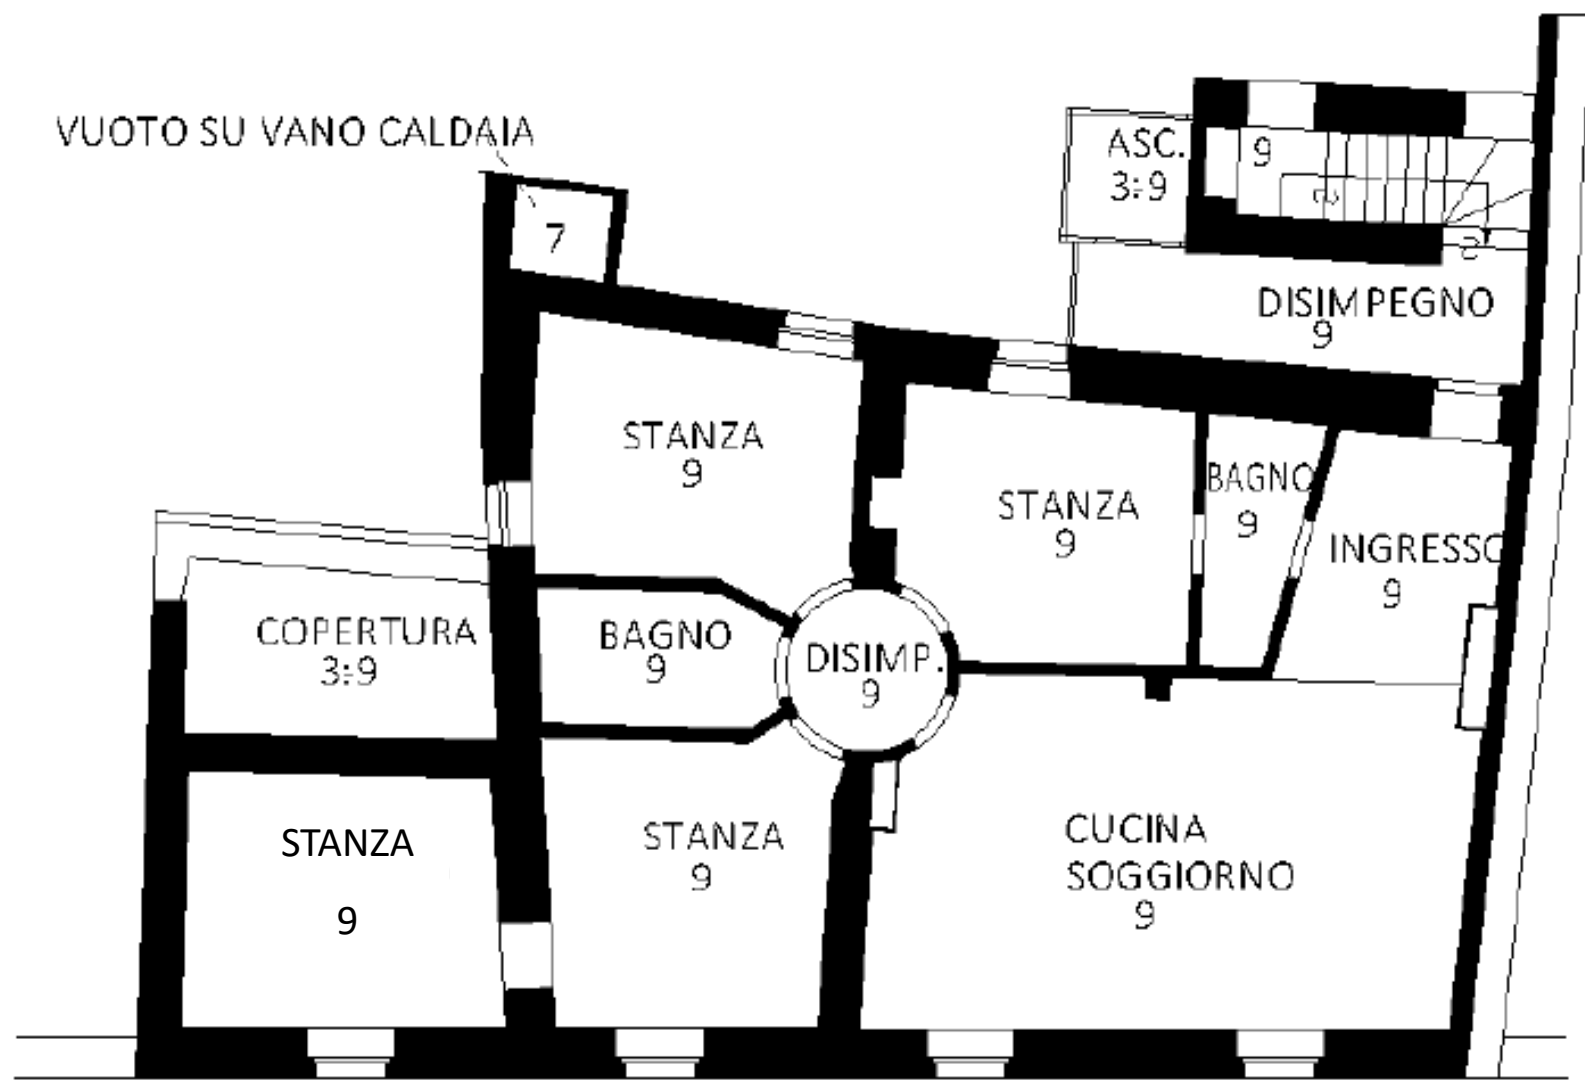 VUOTO SU VANO CALDAIA
7
ASC.
3÷9
9
DISIMPEGNO
9
STANZA
9
STANZA
9
BAGNO
9
INGRESSO
9
COPERTURA
3÷9
BAGNO
9
DISIMP.
9
STANZA
9
STANZA
9
CUCINA
SOGGIORNO
9